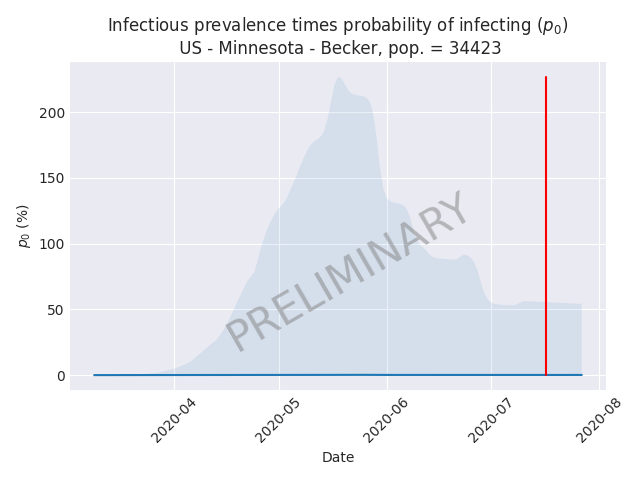 Infectious prevalence times probability of infecting (p₀)
US - Minnesota - Becker, pop. = 34423
p₀ (%)
200
150
100
50
0
PRELIMINARY
2020-04
2020-05
2020-06
2020-07
2020-08
Date